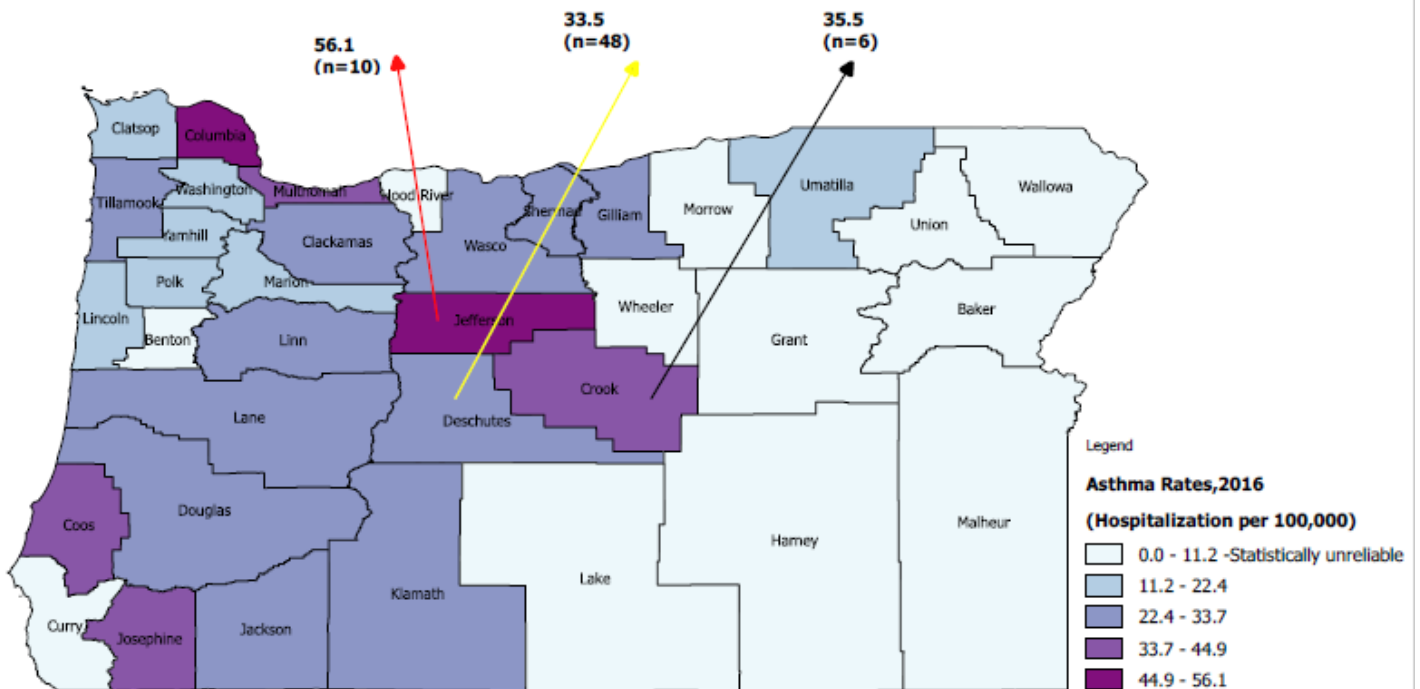 33.5
(n=48)
35.5
(n=6)
56.1
(n=10)
Clatsop
Columbia
Tillamook
Washington
Multnomah
Hood River
Yamhill
Clackamas
Wasco
Sherman
Gilliam
Morrow
Umatilla
Union
Wallowa
Polk
Marion
Lincoln
Benton
Linn
Jefferson
Wheeler
Grant
Baker
Lane
Deschutes
Crook
Coos
Douglas
Klamath
Lake
Harney
Malheur
Curry
Josephine
Jackson
Legend
Asthma Rates,2016
(Hospitalization per 100,000)
0.0 - 11.2 -Statistically unreliable
11.2 - 22.4
22.4 - 33.7
33.7 - 44.9
44.9 - 56.1